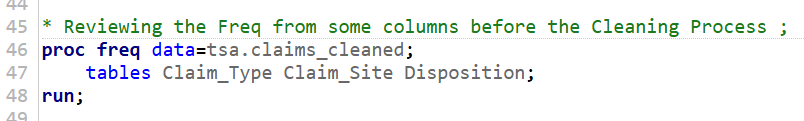 44
45 * Reviewing the Freq from some columns before the Cleaning Process ;
46 proc freq data=tsa.claims_cleaned;
47     tables Claim_Type Claim_Site Disposition;
48 run;
49